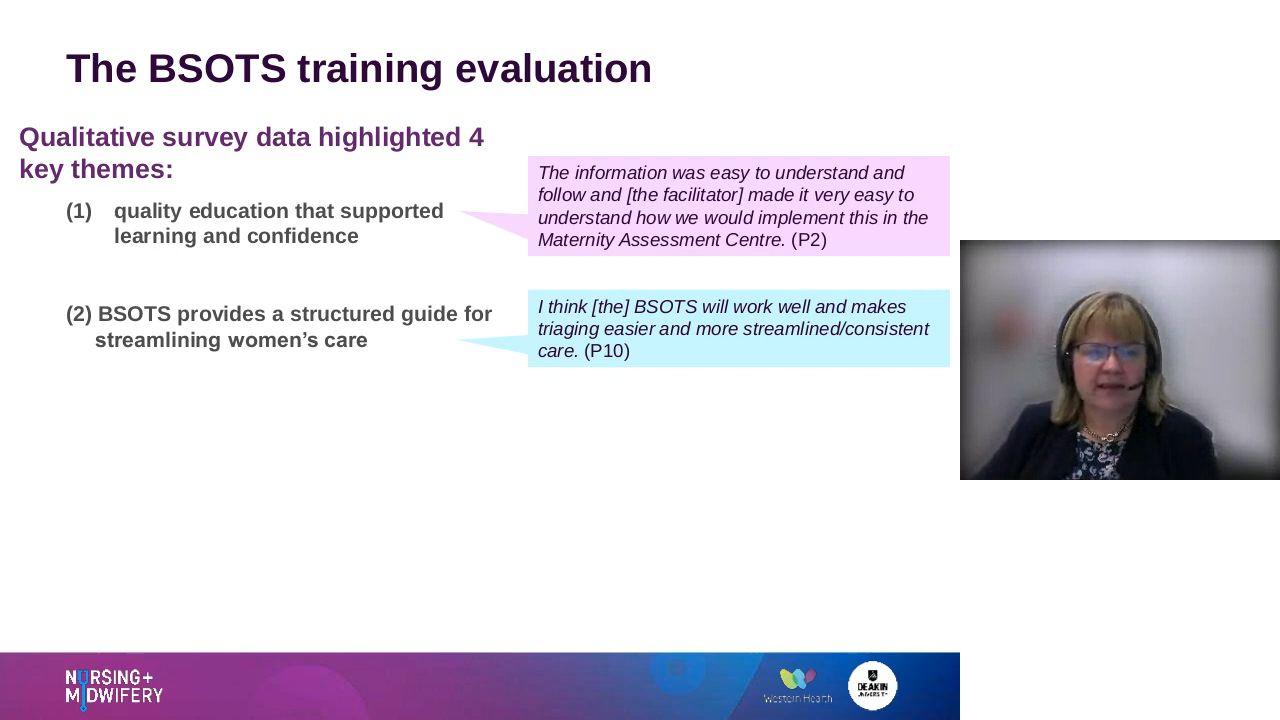 The BSOTS training evaluation
Qualitative survey data highlighted 4
key themes:
(1) quality education that supported
learning and confidence
The information was easy to understand and
follow and [the facilitator] made it very easy to
understand how we would implement this in the
Maternity Assessment Centre. (P2)
(2) BSOTS provides a structured guide for
streamlining women’s care
I think [the] BSOTS will work well and makes
triaging easier and more streamlined/consistent
care. (P10)
NURSING+
MIDWIFERY
Western Health
DEAKIN
UNIVERSITY